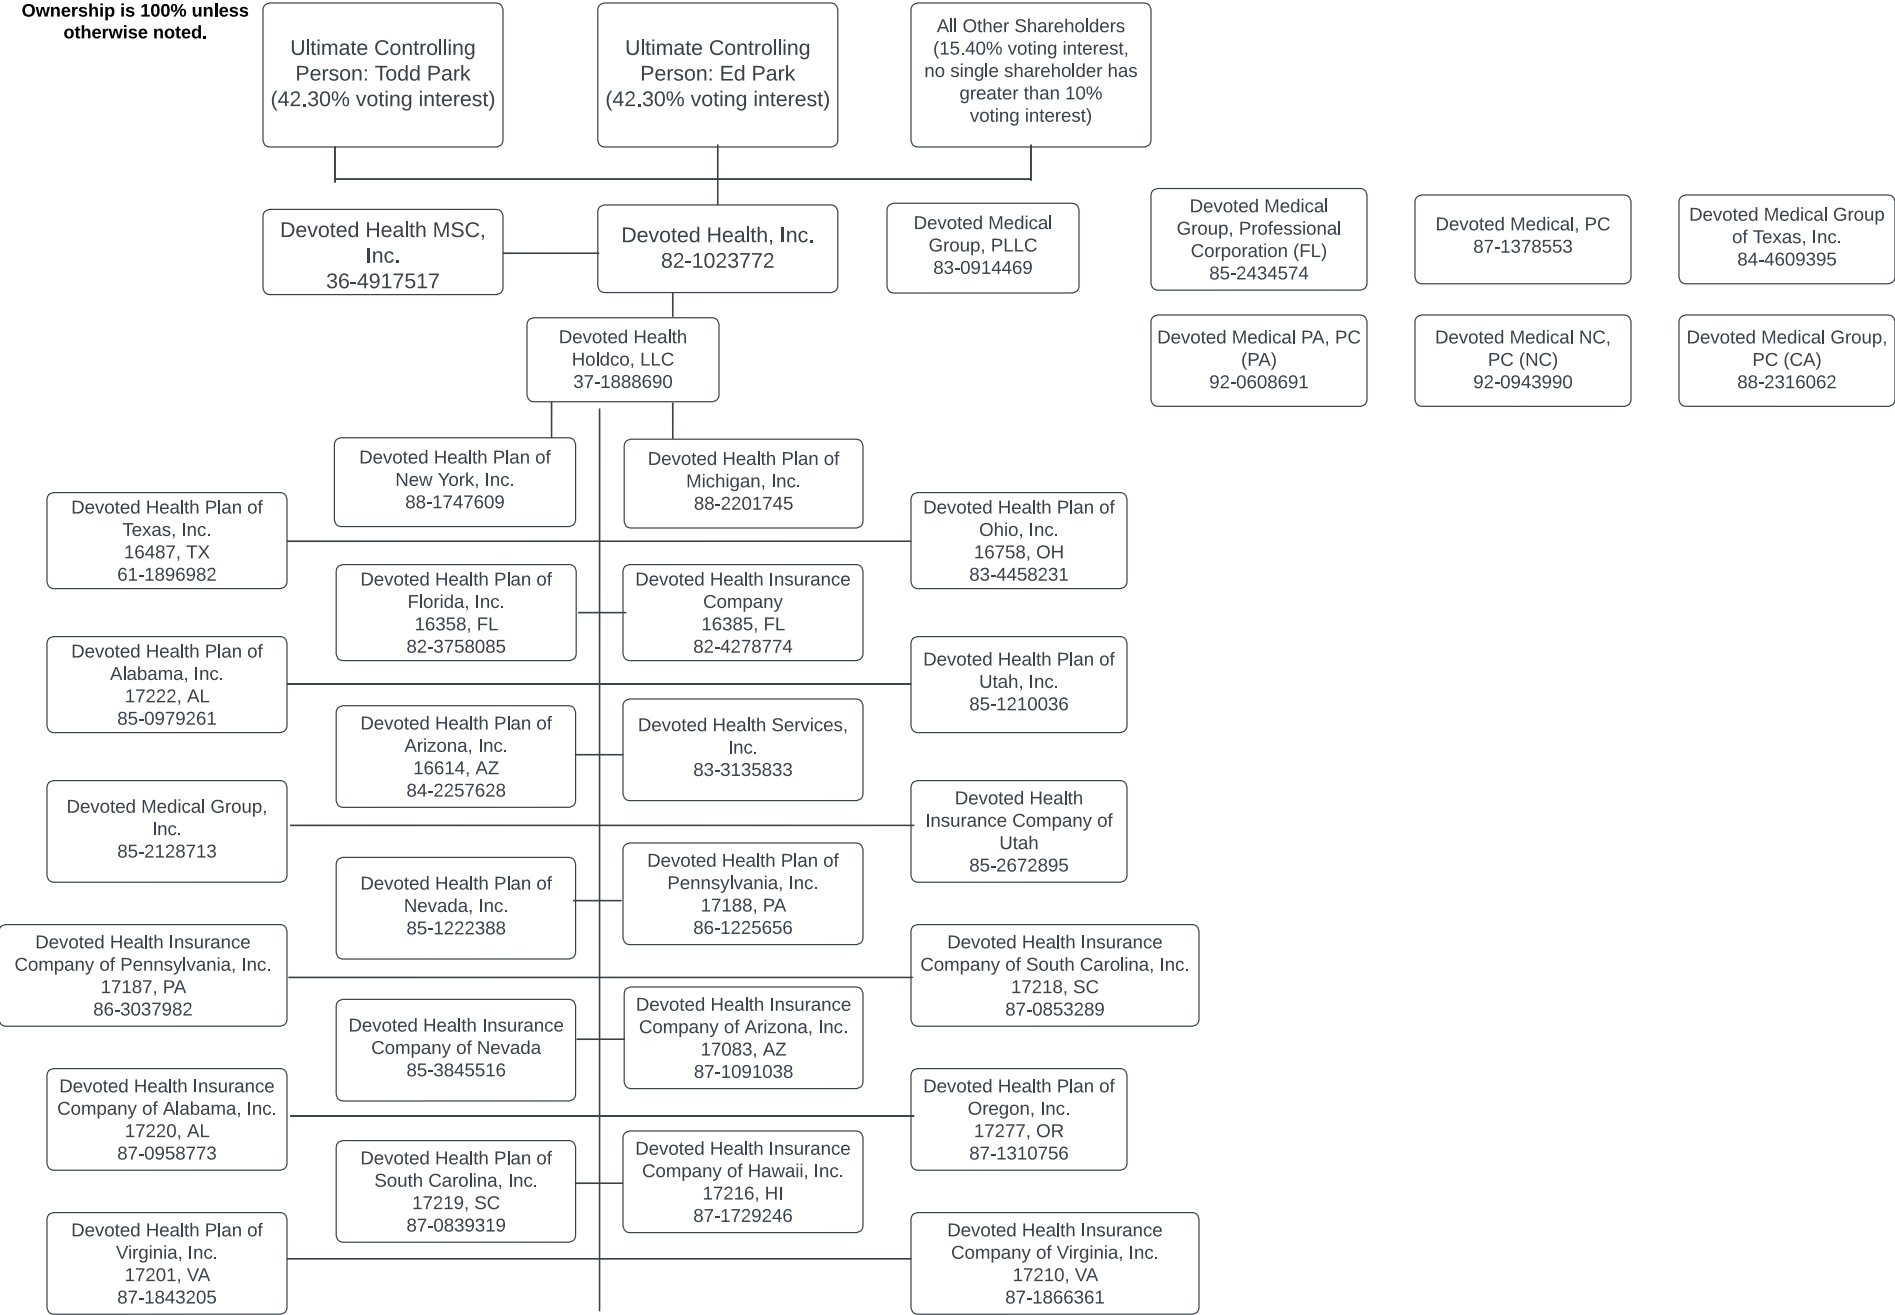 Ownership is 100% unless
otherwise noted.
Ultimate Controlling
Person: Todd Park
(42.30% voting interest)
Ultimate Controlling
Person: Ed Park
(42.30% voting interest)
All Other Shareholders
(15.40% voting interest,
no single shareholder has
greater than 10%
voting interest)
Devoted Health MSC,
Inc.
36-4917517
Devoted Health, Inc.
82-1023772
Devoted Medical
Group, PLLC
83-0914469
Devoted Medical
Group, Professional
Corporation (FL)
85-2434574
Devoted Medical, PC
87-1378553
Devoted Medical Group
of Texas, Inc.
84-4609395
Devoted Health
Holdco, LLC
37-1888690
Devoted Medical PA, PC
(PA)
92-0608691
Devoted Medical NC,
PC (NC)
92-0943990
Devoted Medical Group,
PC (CA)
88-2316062
Devoted Health Plan of
New York, Inc.
88-1747609
Devoted Health Plan of
Michigan, Inc.
88-2201745
Devoted Health Plan of
Texas, Inc.
16487, TX
61-1896982
Devoted Health Plan of
Ohio, Inc.
16758, OH
83-4458231
Devoted Health Plan of
Florida, Inc.
16358, FL
82-3758085
Devoted Health Insurance
Company
16385, FL
82-4278774
Devoted Health Plan of
Alabama, Inc.
17222, AL
85-0979261
Devoted Health Plan of
Utah, Inc.
85-1210036
Devoted Health Plan of
Arizona, Inc.
16614, AZ
84-2257628
Devoted Health Services,
Inc.
83-3135833
Devoted Medical Group,
Inc.
85-2128713
Devoted Health
Insurance Company of
Utah
85-2672895
Devoted Health Plan of
Nevada, Inc.
85-1222388
Devoted Health Plan of
Pennsylvania, Inc.
17188, PA
86-1225656
Devoted Health Insurance
Company of Pennsylvania, Inc.
17187, PA
86-3037982
Devoted Health Insurance
Company of South Carolina, Inc.
17218, SC
87-0853289
Devoted Health Insurance
Company of Nevada
85-3845516
Devoted Health Insurance
Company of Arizona, Inc.
17083, AZ
87-1091038
Devoted Health Insurance
Company of Alabama, Inc.
17220, AL
87-0958773
Devoted Health Plan of
Oregon, Inc.
17277, OR
87-1310756
Devoted Health Plan of
South Carolina, Inc.
17219, SC
87-0839319
Devoted Health Insurance
Company of Hawaii, Inc.
17216, HI
87-1729246
Devoted Health Plan of
Virginia, Inc.
17201, VA
87-1843205
Devoted Health Insurance
Company of Virginia, Inc.
17210, VA
87-1866361